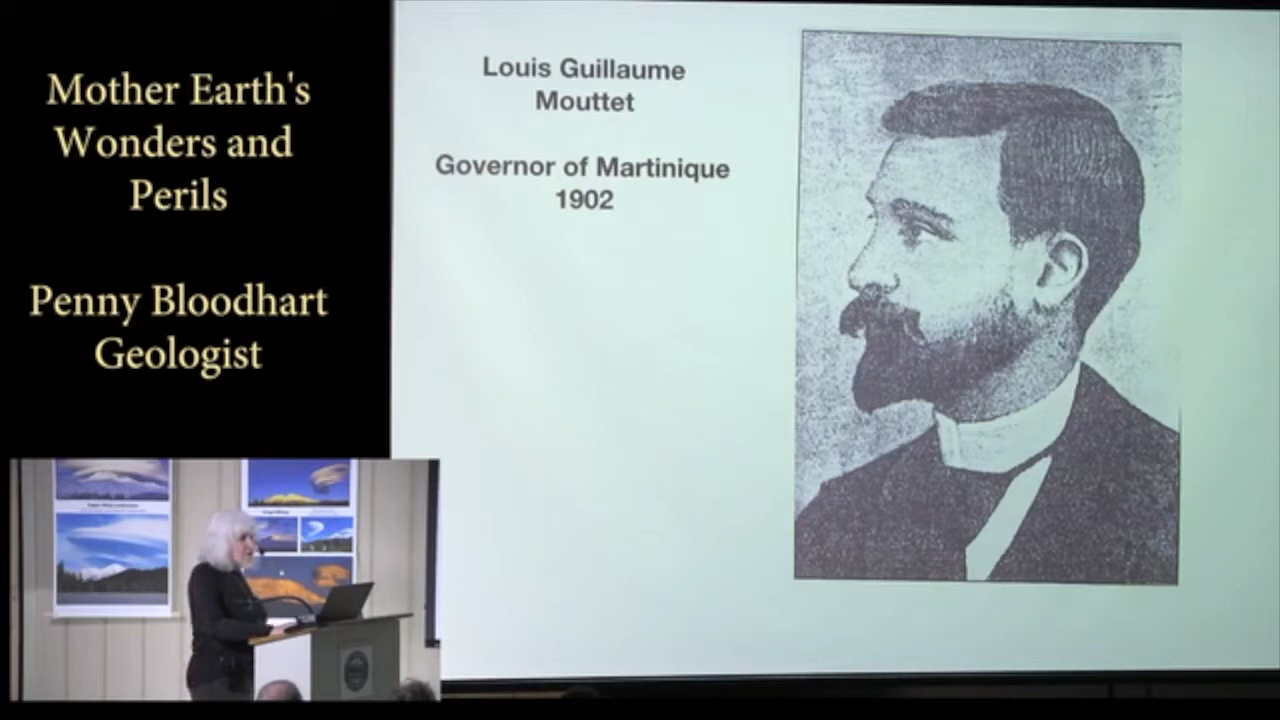 Mother Earth's
Wonders and
Perils
Penny Bloodhart
Geologist
Louis Guillaume
Mouttet
Governor of Martinique
1902